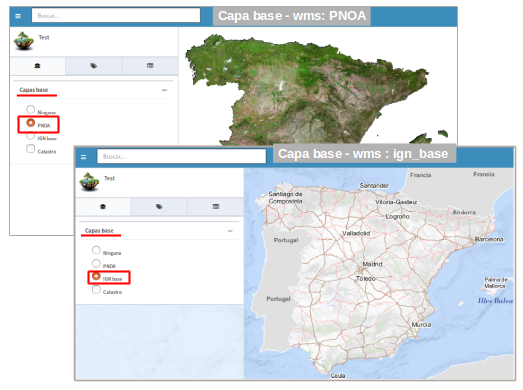 Buscar...
Capa base - wms: PNOA
Test
Capas base
Ninguna
PNOA
IGN base
Catastro
Buscar...
Capa base - wms : ign_base
Test
Capas base
Ninguna
PNOA
IGN base
Catastro
Francia
Francia
Santander
Santiago de
Compostela
Vitoria-Gasteiz
Logroño
Andorra
Valladolid
Barcelona
Portugal
Madrid
Toledo
Palma de
Mallorca
Illes Balea
Portugal
Murcia
Ceuta